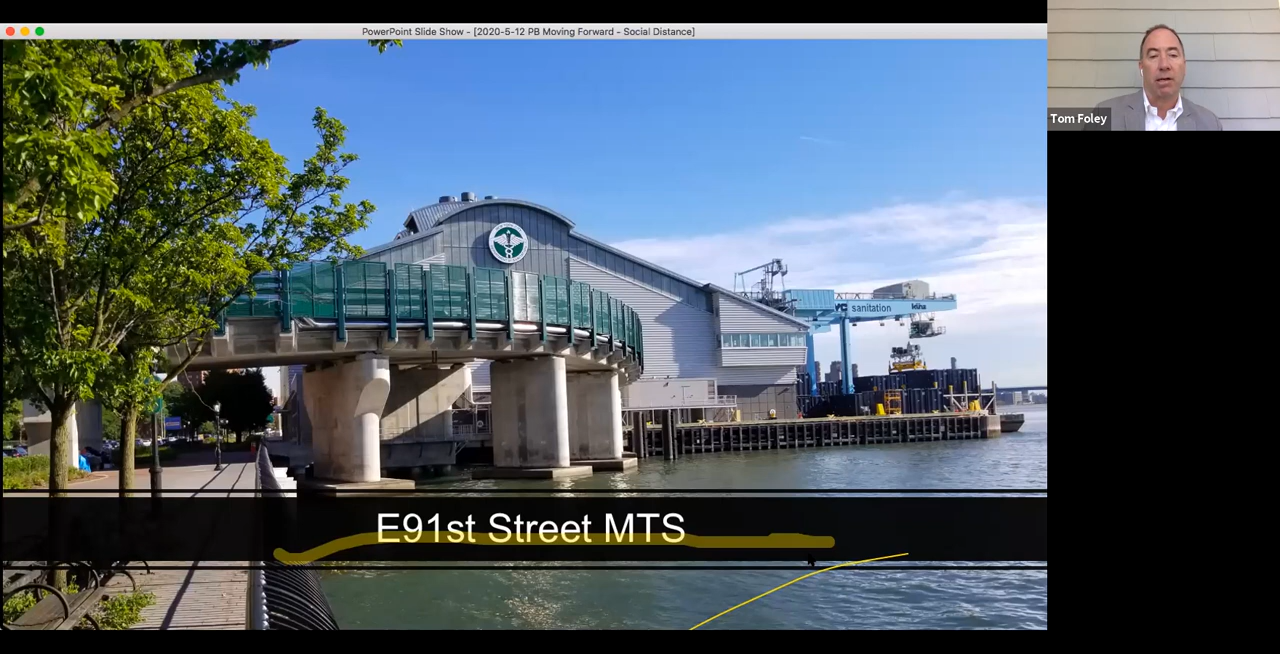 PowerPoint Slide Show - [2020-5-12 PB Moving Forward - Social Distance]
Tom Foley
sanitation
E91st Street MTS